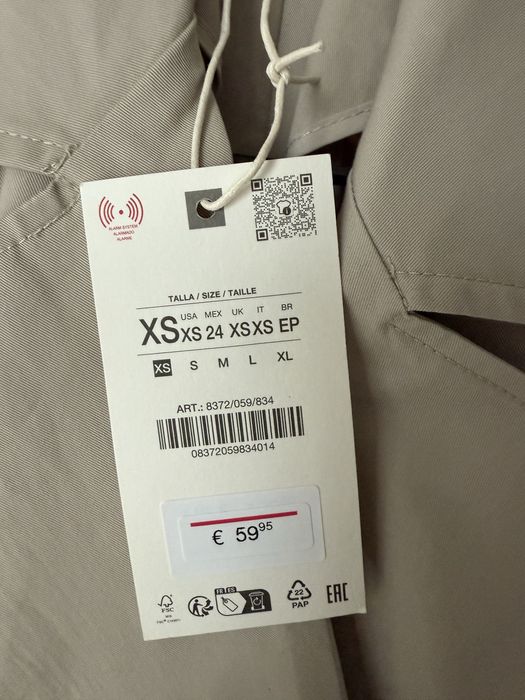 ALARM SYSTEM
ALARMADO
ALARME
TALLA / SIZE / TAILLE
USA MEX UK IT BR
XS XS 24 XS XS EP
XS S M L XL
ART.: 8372/059/834
08372059834014
€ 59 95
FR ES
FSC
22
PAP
EAC